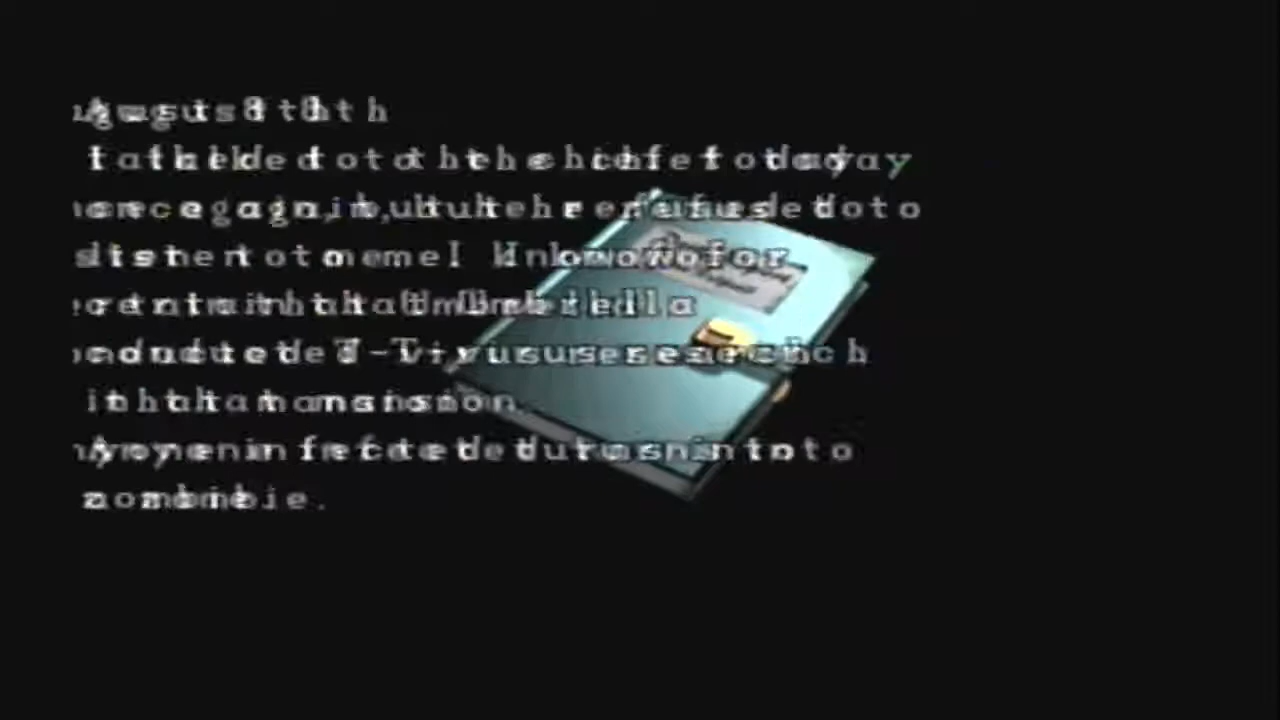 August 8th
I talked to the chief today
once again, but he refused to
listen to me. I know for
certain that Umbrella
conducted T-virus research
in that mansion.
Anyone infected turns into
a zombie.